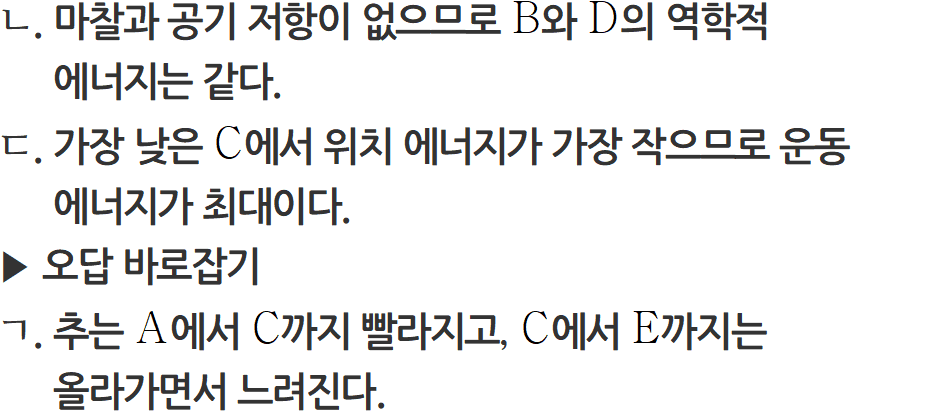 ㄴ. 마찰과 공기 저항이 없으므로 B와 D의 역학적
에너지는 같다.
ㄷ. 가장 낮은 C에서 위치 에너지가 가장 작으므로 운동
에너지가 최대이다.
▶ 오답 바로잡기
ㄱ. 추는 A에서 C까지 빨라지고, C에서 E까지는
올라가면서 느려진다.